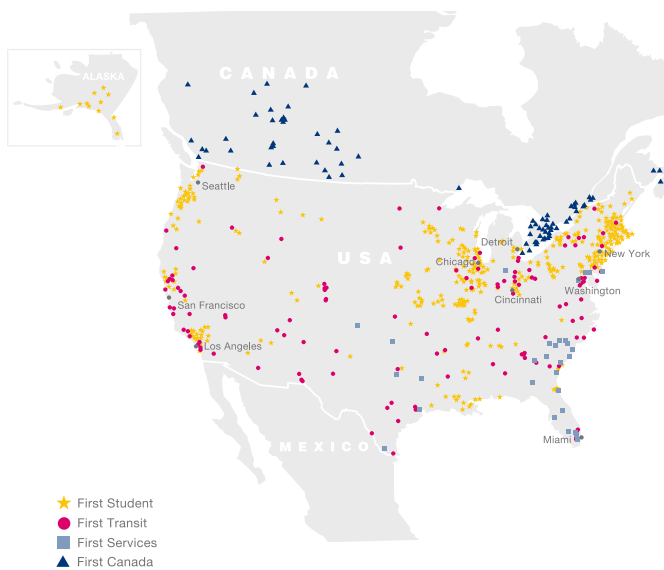 ALASKA
CANADA
Seattle
USA
Detroit
Chicago
New York
Cincinnati
Washington
San Francisco
Los Angeles
Miami
MEXICO
First Student
First Transit
First Services
First Canada